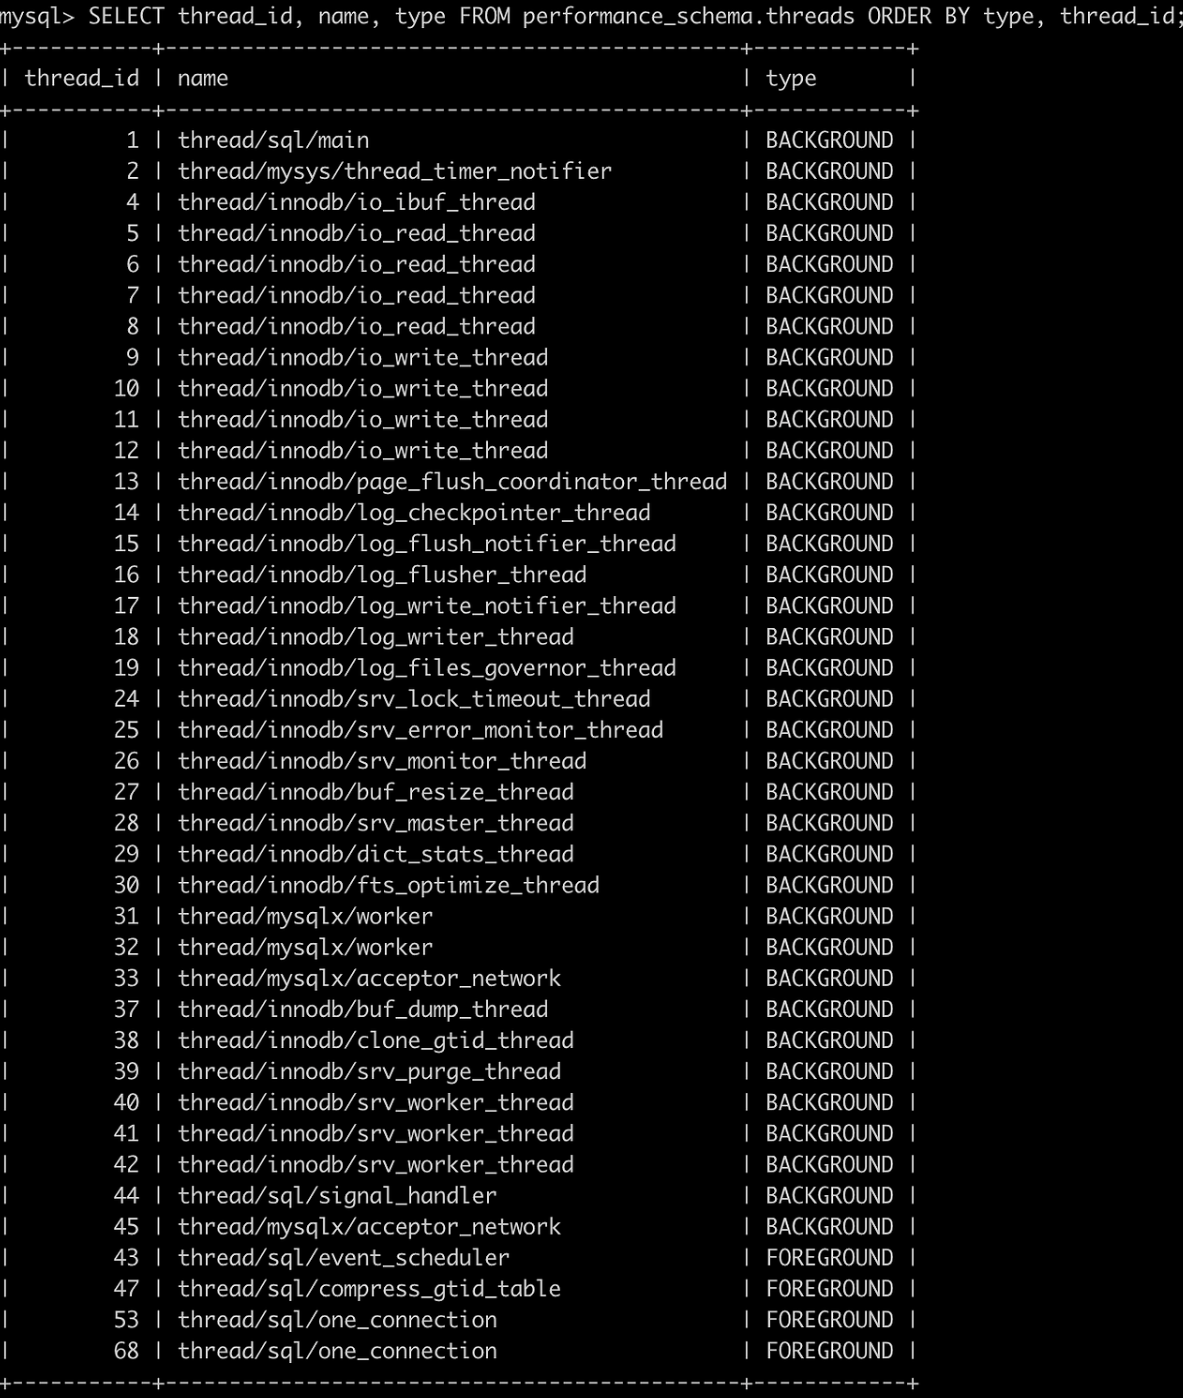 mysql> SELECT thread_id, name, type FROM performance_schema.threads ORDER BY type, thread_id;
+-----------+---------------------------------------------+------------+
| thread_id | name                                        | type       |
+-----------+---------------------------------------------+------------+
|         1 | thread/sql/main                             | BACKGROUND |
|         2 | thread/mysys/thread_timer_notifier          | BACKGROUND |
|         4 | thread/innodb/io_ibuf_thread                | BACKGROUND |
|         5 | thread/innodb/io_read_thread                | BACKGROUND |
|         6 | thread/innodb/io_read_thread                | BACKGROUND |
|         7 | thread/innodb/io_read_thread                | BACKGROUND |
|         8 | thread/innodb/io_read_thread                | BACKGROUND |
|         9 | thread/innodb/io_write_thread               | BACKGROUND |
|        10 | thread/innodb/io_write_thread               | BACKGROUND |
|        11 | thread/innodb/io_write_thread               | BACKGROUND |
|        12 | thread/innodb/io_write_thread               | BACKGROUND |
|        13 | thread/innodb/page_flush_coordinator_thread | BACKGROUND |
|        14 | thread/innodb/log_checkpointer_thread       | BACKGROUND |
|        15 | thread/innodb/log_flush_notifier_thread     | BACKGROUND |
|        16 | thread/innodb/log_flusher_thread            | BACKGROUND |
|        17 | thread/innodb/log_write_notifier_thread     | BACKGROUND |
|        18 | thread/innodb/log_writer_thread             | BACKGROUND |
|        19 | thread/innodb/log_files_governor_thread     | BACKGROUND |
|        24 | thread/innodb/srv_lock_timeout_thread       | BACKGROUND |
|        25 | thread/innodb/srv_error_monitor_thread      | BACKGROUND |
|        26 | thread/innodb/srv_monitor_thread            | BACKGROUND |
|        27 | thread/innodb/buf_resize_thread             | BACKGROUND |
|        28 | thread/innodb/srv_master_thread             | BACKGROUND |
|        29 | thread/innodb/dict_stats_thread             | BACKGROUND |
|        30 | thread/innodb/fts_optimize_thread           | BACKGROUND |
|        31 | thread/mysqlx/worker                        | BACKGROUND |
|        32 | thread/mysqlx/worker                        | BACKGROUND |
|        33 | thread/mysqlx/acceptor_network              | BACKGROUND |
|        37 | thread/innodb/buf_dump_thread               | BACKGROUND |
|        38 | thread/innodb/clone_gtid_thread             | BACKGROUND |
|        39 | thread/innodb/srv_purge_thread              | BACKGROUND |
|        40 | thread/innodb/srv_worker_thread             | BACKGROUND |
|        41 | thread/innodb/srv_worker_thread             | BACKGROUND |
|        42 | thread/innodb/srv_worker_thread             | BACKGROUND |
|        44 | thread/sql/signal_handler                   | BACKGROUND |
|        45 | thread/mysqlx/acceptor_network              | BACKGROUND |
|        43 | thread/sql/event_scheduler                  | FOREGROUND |
|        47 | thread/sql/compress_gtid_table              | FOREGROUND |
|        53 | thread/sql/one_connection                   | FOREGROUND |
|        68 | thread/sql/one_connection                   | FOREGROUND |
+-----------+---------------------------------------------+------------+